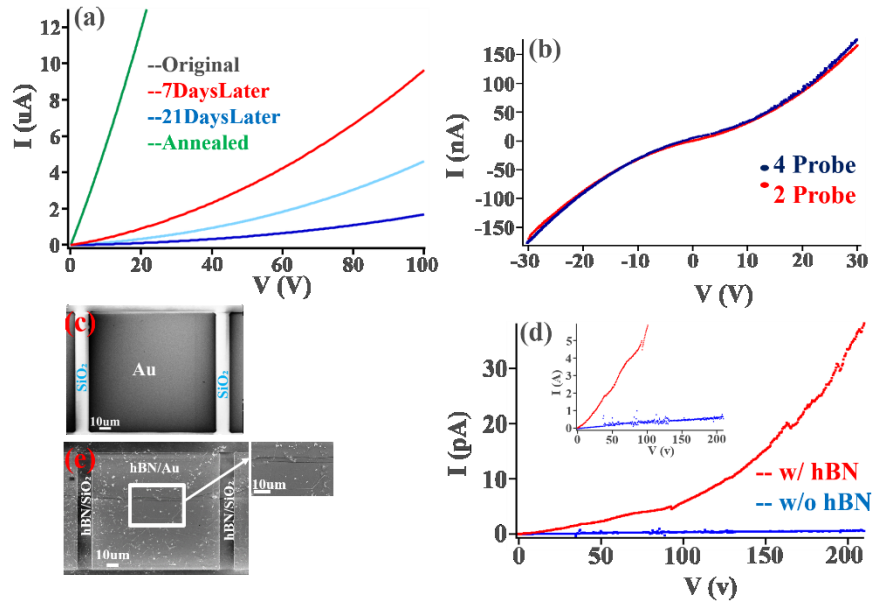 (a)
12
10
8
6
4
2
0
I (uA)
--Original
--7DaysLater
--21DaysLater
--Annealed
0 20 40 60 80 100
V (V)
(b)
150
100
50
0
-50
-100
-150
I (nA)
4 Probe
2 Probe
-30 -20 -10 0 10 20 30
V (V)
(c)
SiO₂
Au
SiO₂
10um
(e)
hBN/Au
hBN/SiO₂
hBN/SiO₂
10um
10um
(d)
30
20
10
0
I (pA)
5
4
3
2
1
0
I (A)
0 50 100 150 200
V (v)
-- w/ hBN
-- w/o hBN
0 50 100 150 200
V (v)